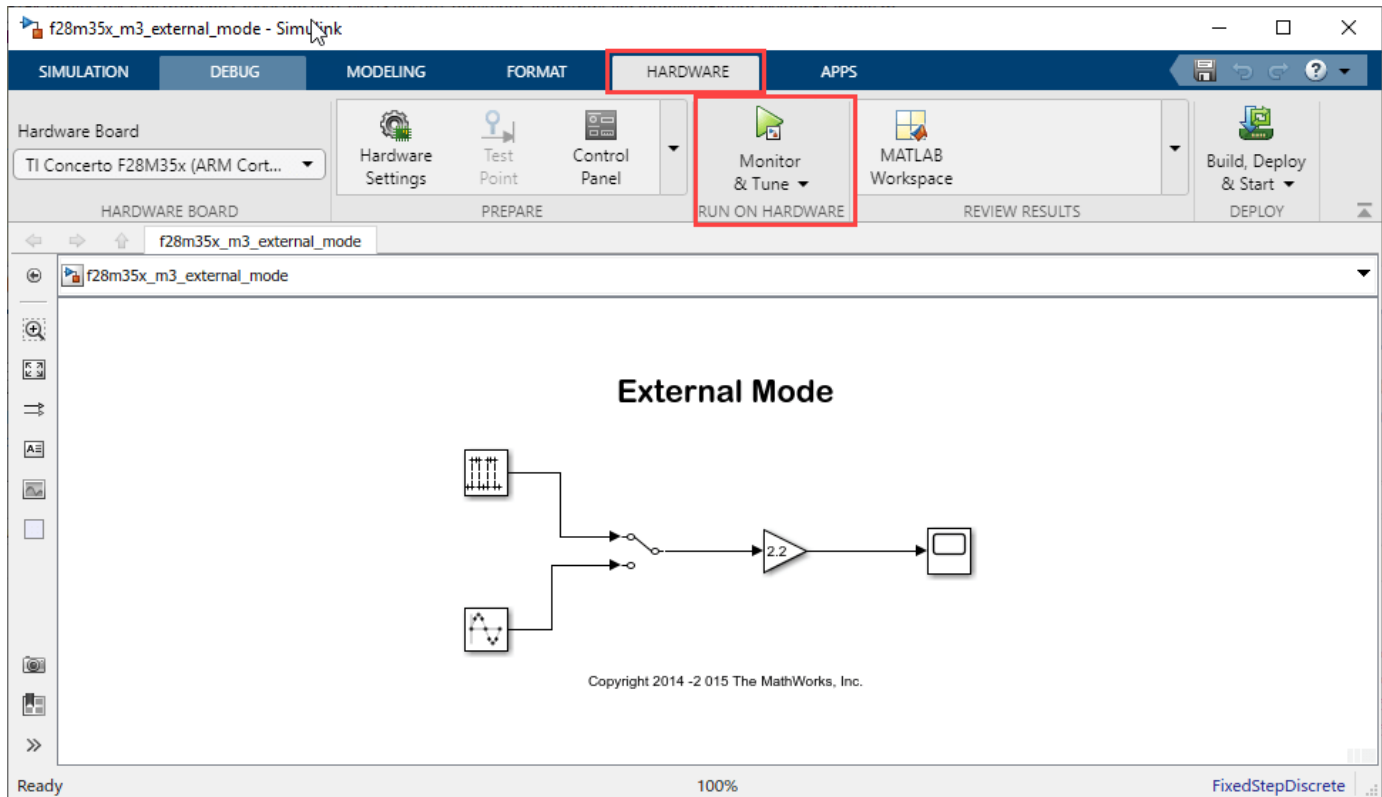 f28m35x_m3_external_mode - Simulink
SIMULATION DEBUG MODELING FORMAT HARDWARE APPS
?
Hardware Board
TI Concerto F28M35x (ARM Cort...
Hardware
Settings
Test
Point
Control
Panel
Monitor
& Tune
MATLAB
Workspace
Build, Deploy
& Start
HARDWARE BOARD PREPARE RUN ON HARDWARE REVIEW RESULTS DEPLOY
f28m35x_m3_external_mode
f28m35x_m3_external_mode
External Mode
2.2
Copyright 2014 -2 015 The MathWorks, Inc.
Ready 100% FixedStepDiscrete